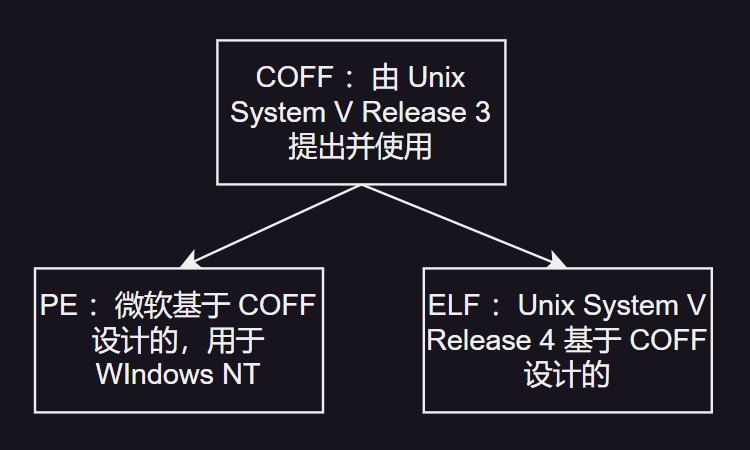 COFF ：由 Unix
System V Release 3
提出并使用
PE ：微软基于 COFF
设计的，用于
WIndows NT
ELF ：Unix System V
Release 4 基于 COFF
设计的